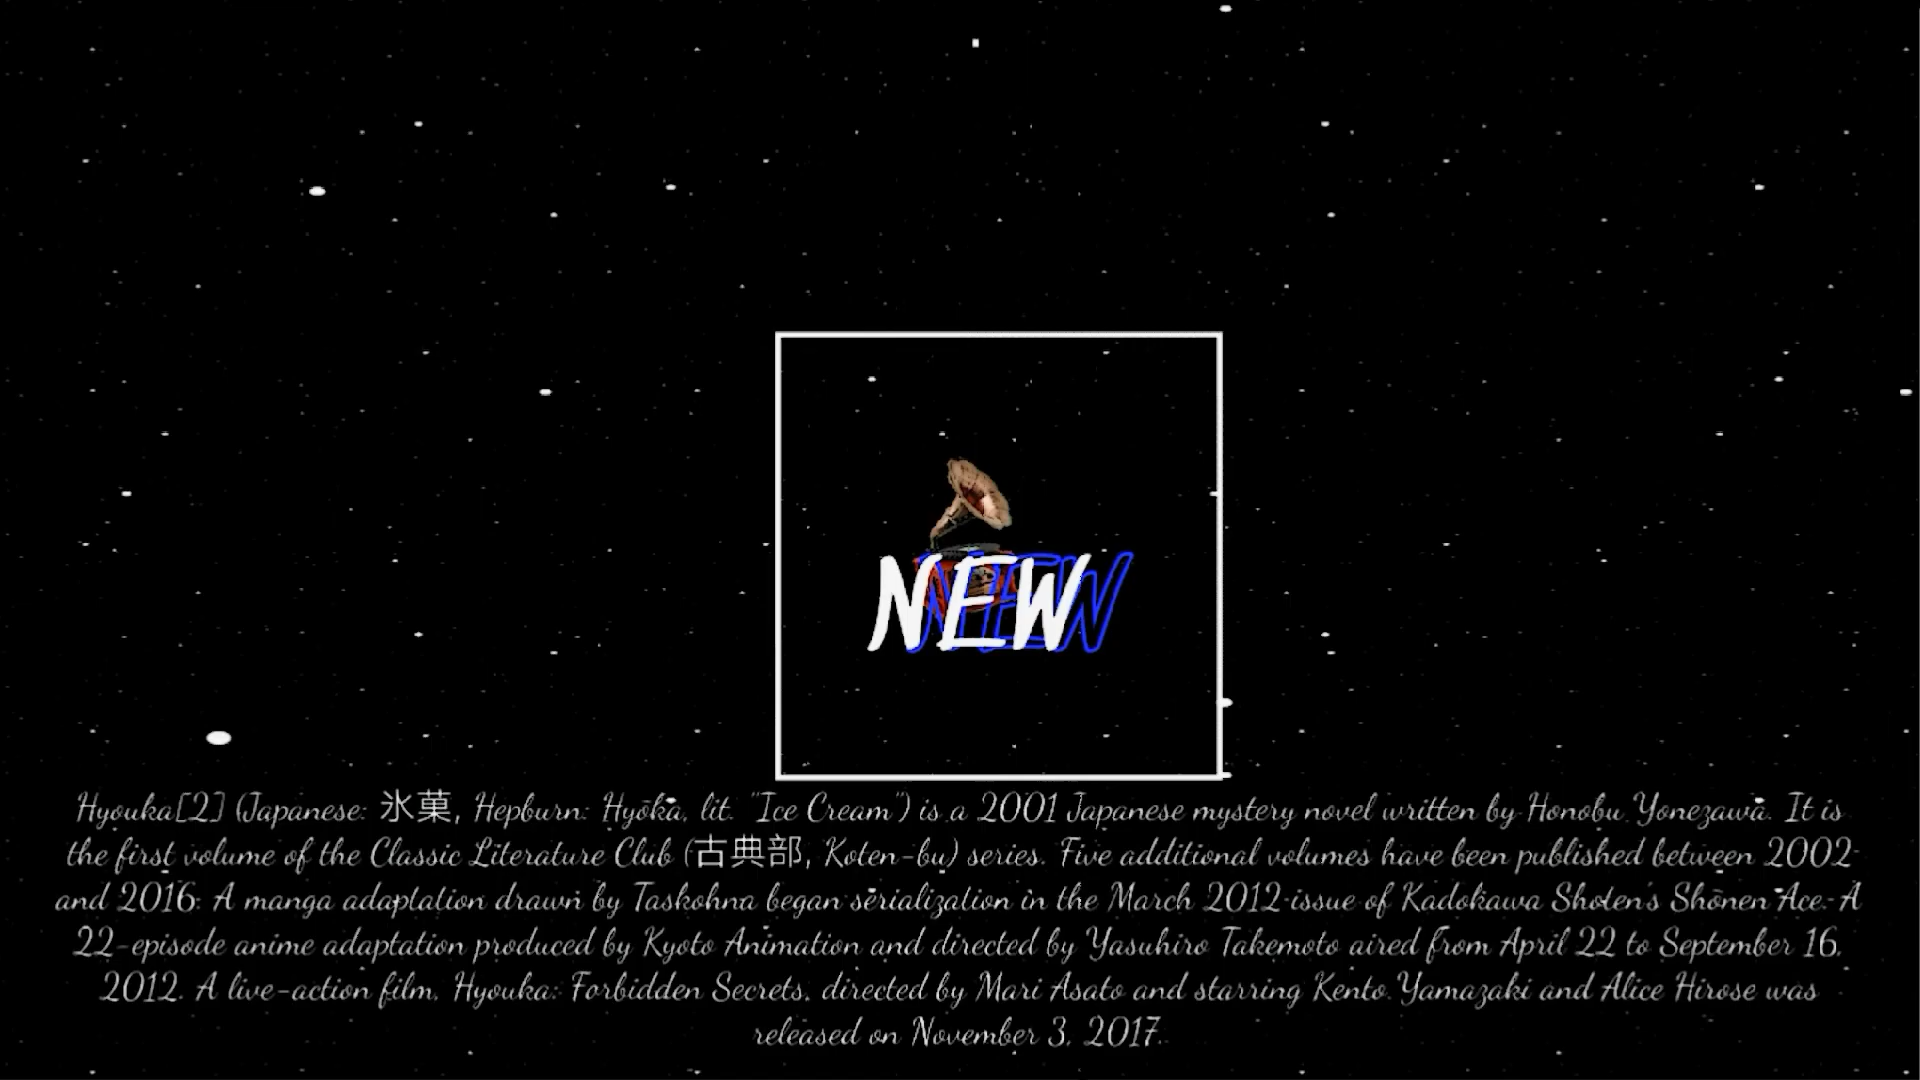 NEW
Hyouka[2] (Japanese: 氷菓, Hepburn: Hyōka, lit. "Ice Cream") is a 2001 Japanese mystery novel written by Honobu Yonezawa. It is
the first volume of the Classic Literature Club (古典部, Koten-bu) series. Five additional volumes have been published between 2002
and 2016. A manga adaptation drawn by Taskohna began serialization in the March 2012 issue of Kadokawa Shoten's Shōnen Ace. A
22-episode anime adaptation produced by Kyoto Animation and directed by Yasuhiro Takemoto aired from April 22 to September 16,
2012. A live-action film, Hyouka: Forbidden Secrets, directed by Mari Asato and starring Kento Yamazaki and Alice Hirose was
released on November 3, 2017.